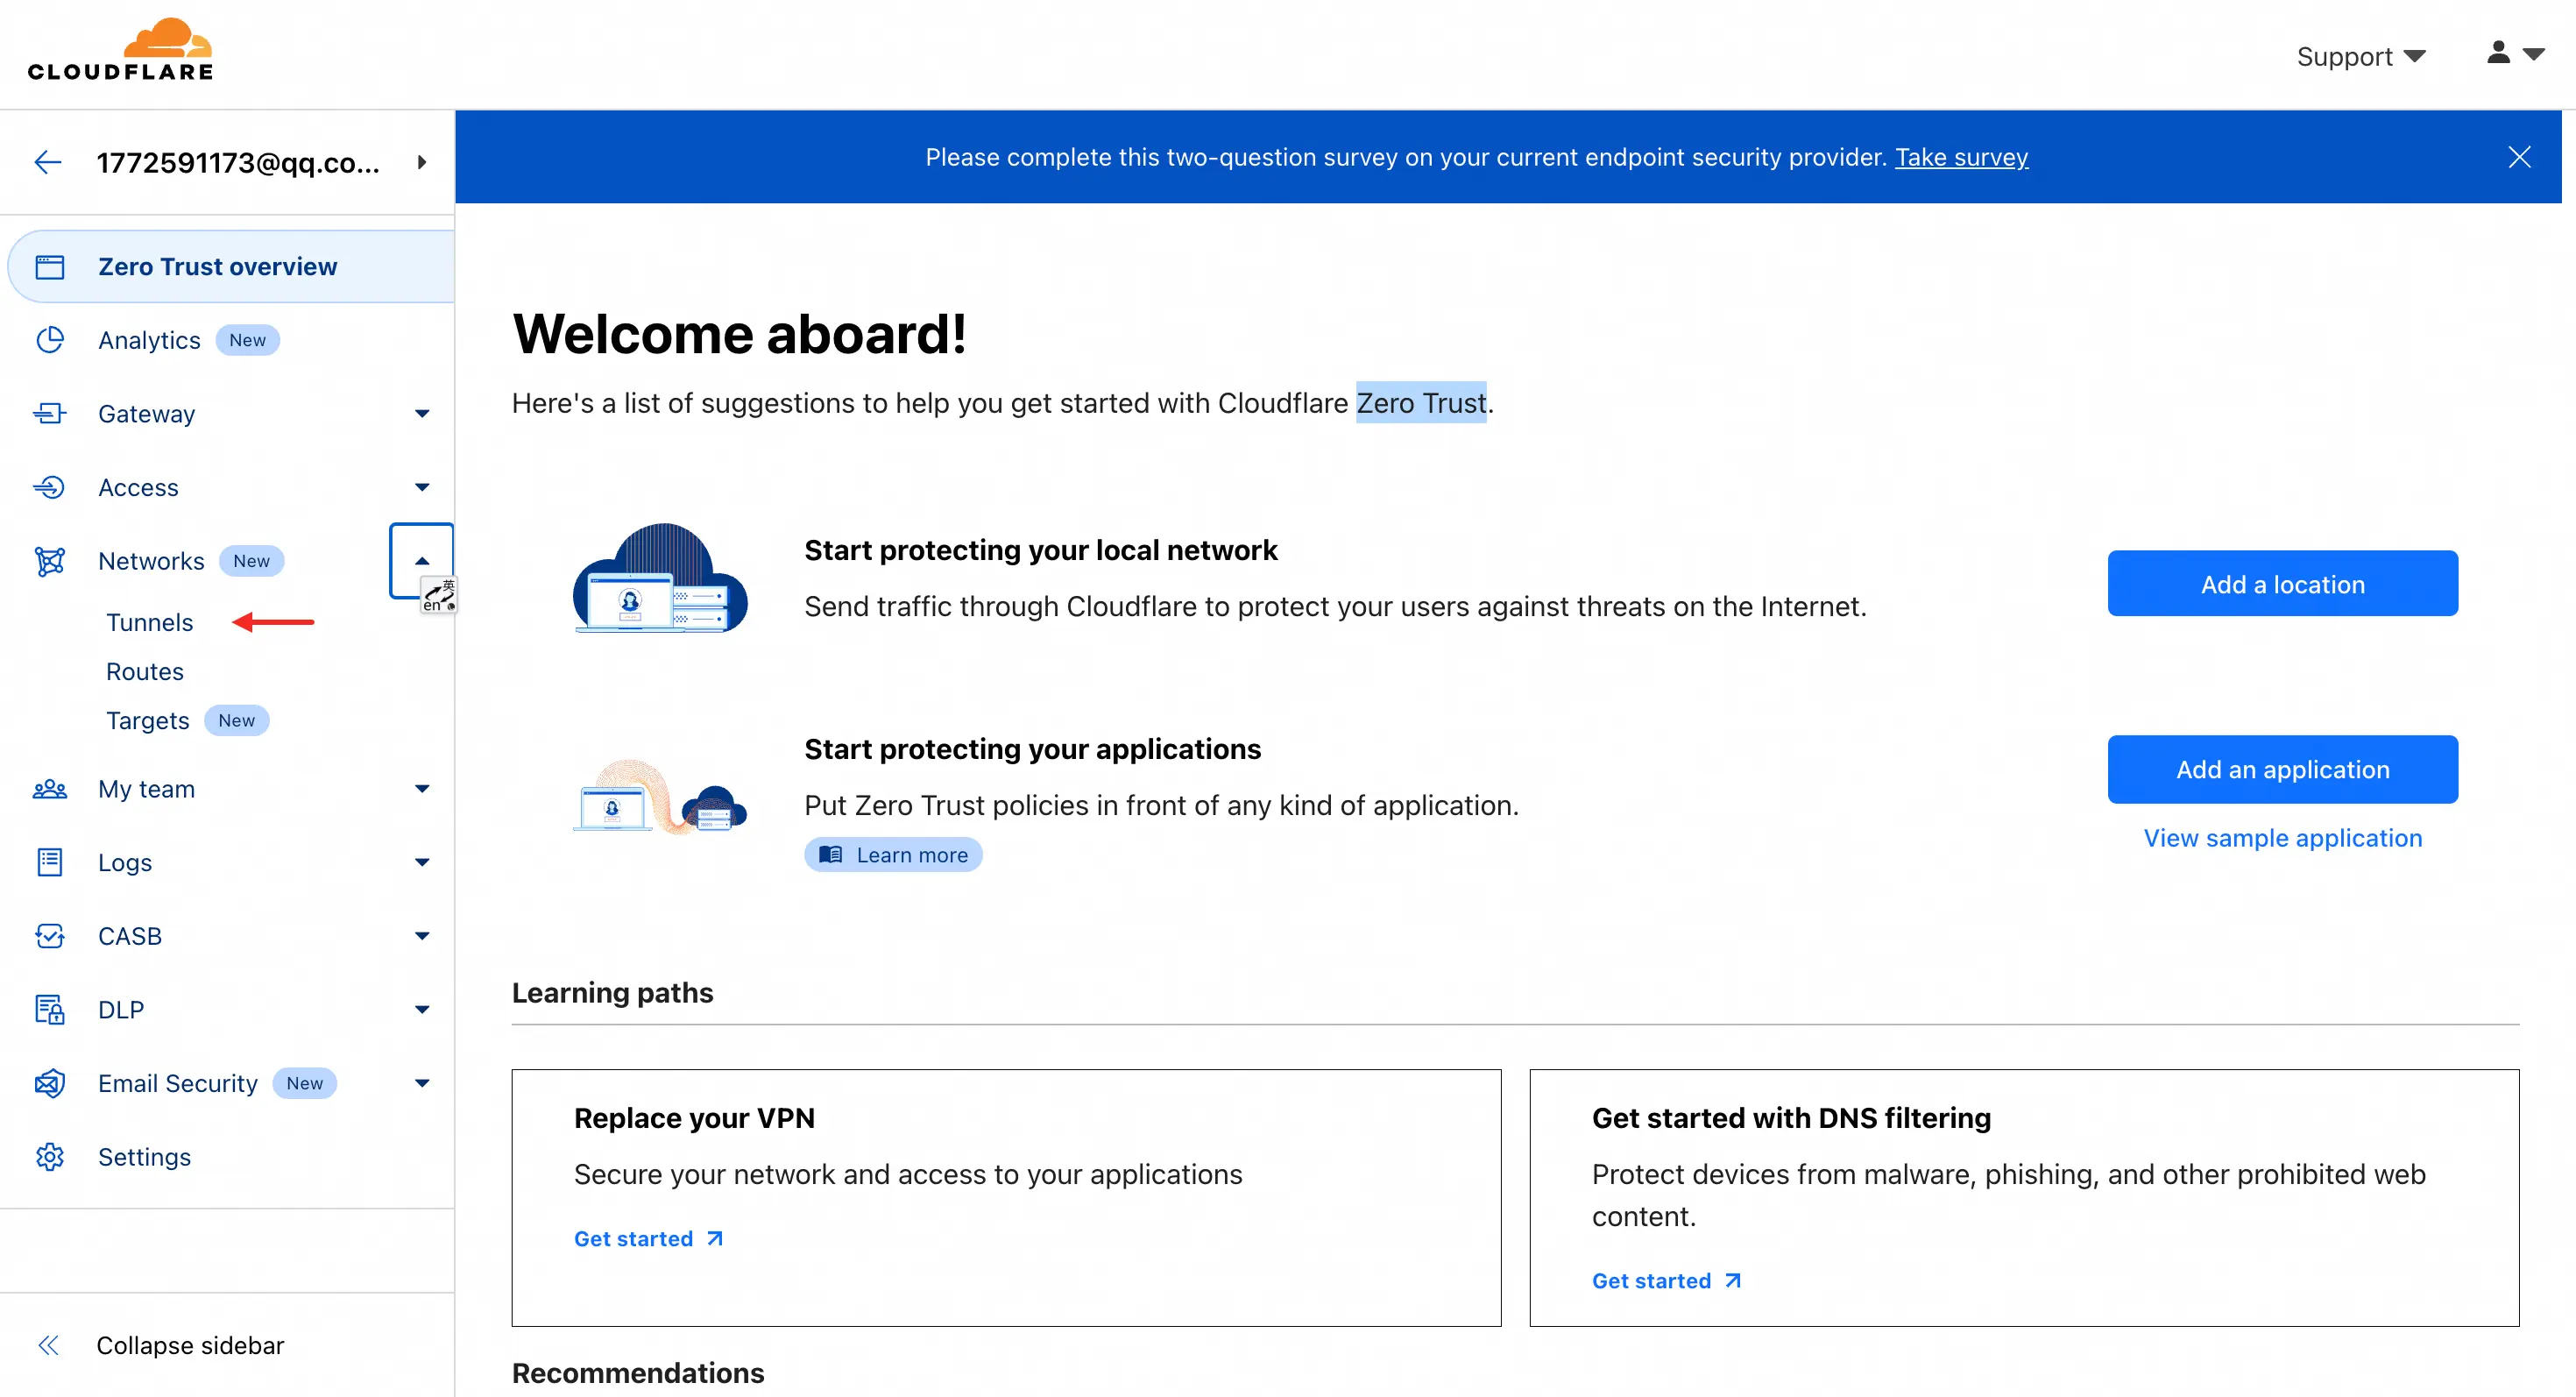 CLOUDFLARE
Support
1772591173@qq.co...
Please complete this two-question survey on your current endpoint security provider. Take survey
Zero Trust overview
Analytics New
Gateway
Access
Networks New
英
en
Tunnels
Routes
Targets New
My team
Logs
CASB
DLP
Email Security New
Settings
Collapse sidebar
Welcome aboard!
Here's a list of suggestions to help you get started with Cloudflare Zero Trust.
Start protecting your local network
Send traffic through Cloudflare to protect your users against threats on the Internet.
Add a location
Start protecting your applications
Put Zero Trust policies in front of any kind of application.
Learn more
Add an application
View sample application
Learning paths
Replace your VPN
Secure your network and access to your applications
Get started
Get started with DNS filtering
Protect devices from malware, phishing, and other prohibited web
content.
Get started
Recommendations